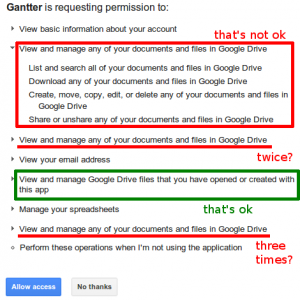 Gantter is requesting permission to:
that's not ok
View basic information about your account
View and manage any of your documents and files in Google Drive
List and search all of your documents and files in Google Drive
Download any of your documents and files in Google Drive
Create, move, copy, edit, or delete any of your documents and files in
Google Drive
Share or unshare any of your documents and files in Google Drive
View and manage any of your documents and files in Google Drive
twice?
View your email address
View and manage Google Drive files that you have opened or created with
this app
that's ok
Manage your spreadsheets
View and manage any of your documents and files in Google Drive
three
times?
Perform these operations when I'm not using the application
Allow access
No thanks